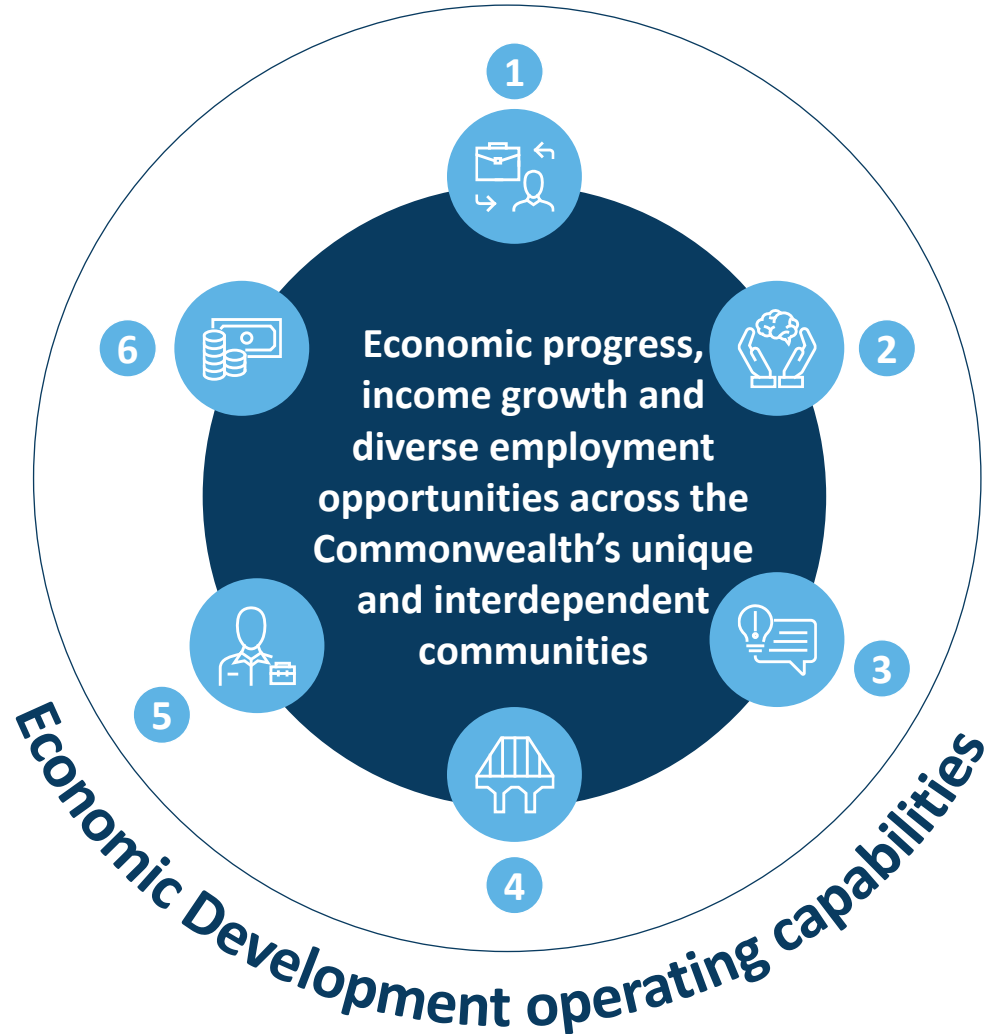 1
2
3
4
5
6
Economic progress,
income growth and
diverse employment
opportunities across the
Commonwealth’s unique
and interdependent
communities
Economic Development operating capabilities